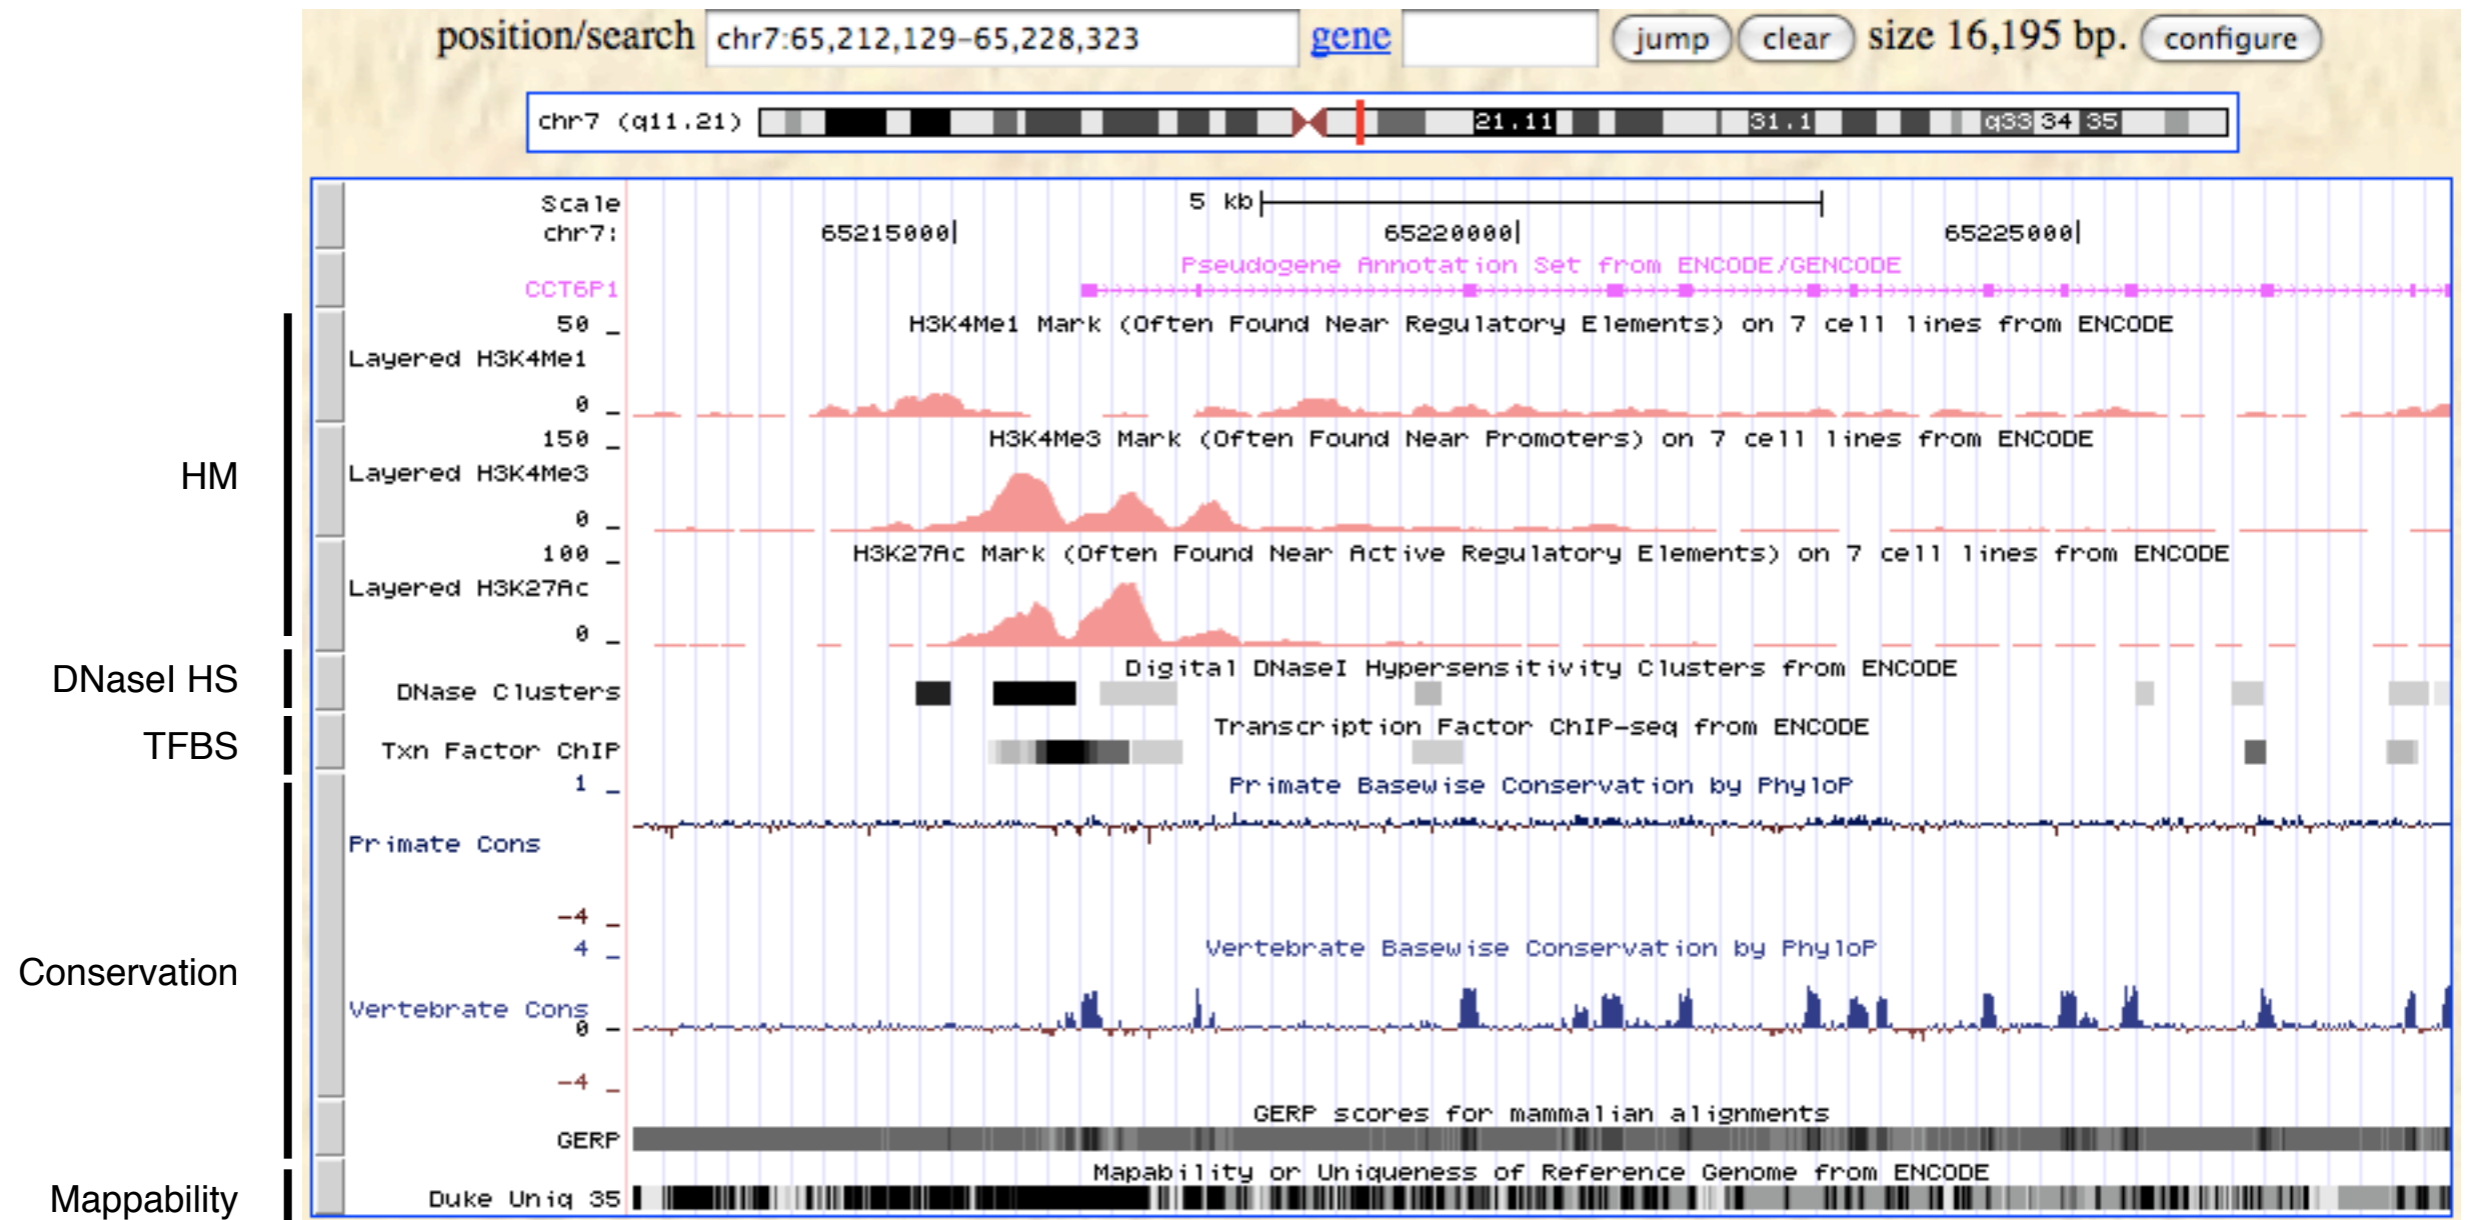 position/search chr7:65,212,129-65,228,323 gene jump clear size 16,195 bp. configure
chr7 (q11.21) 21.11 31.1 q33 34 35
Scale 5 kb
chr7: 65215000 65220000 65225000
Pseudogene Annotation Set from ENCODE/GENCODE
CCT6P1
50 _ H3K4Me1 Mark (Often Found Near Regulatory Elements) on 7 cell lines from ENCODE
Layered H3K4Me1
0 _
150 _ H3K4Me3 Mark (Often Found Near Promoters) on 7 cell lines from ENCODE
HM Layered H3K4Me3
0 _
100 _ H3K27Ac Mark (Often Found Near Active Regulatory Elements) on 7 cell lines from ENCODE
Layered H3K27Ac
0 _
Digital DNaseI Hypersensitivity Clusters from ENCODE
DNaseI HS DNase Clusters
Transcription Factor ChIP-seq from ENCODE
TFBS Txn Factor ChIP
1 _ Primate Basewise Conservation by PhyloP
Primate Cons
-4 _
4 _ Vertebrate Basewise Conservation by PhyloP
Conservation
Vertebrate Cons
0 _
-4 _
GERP scores for mammalian alignments
GERP
Mapability or Uniqueness of Reference Genome from ENCODE
Mappability Duke Uniq 35